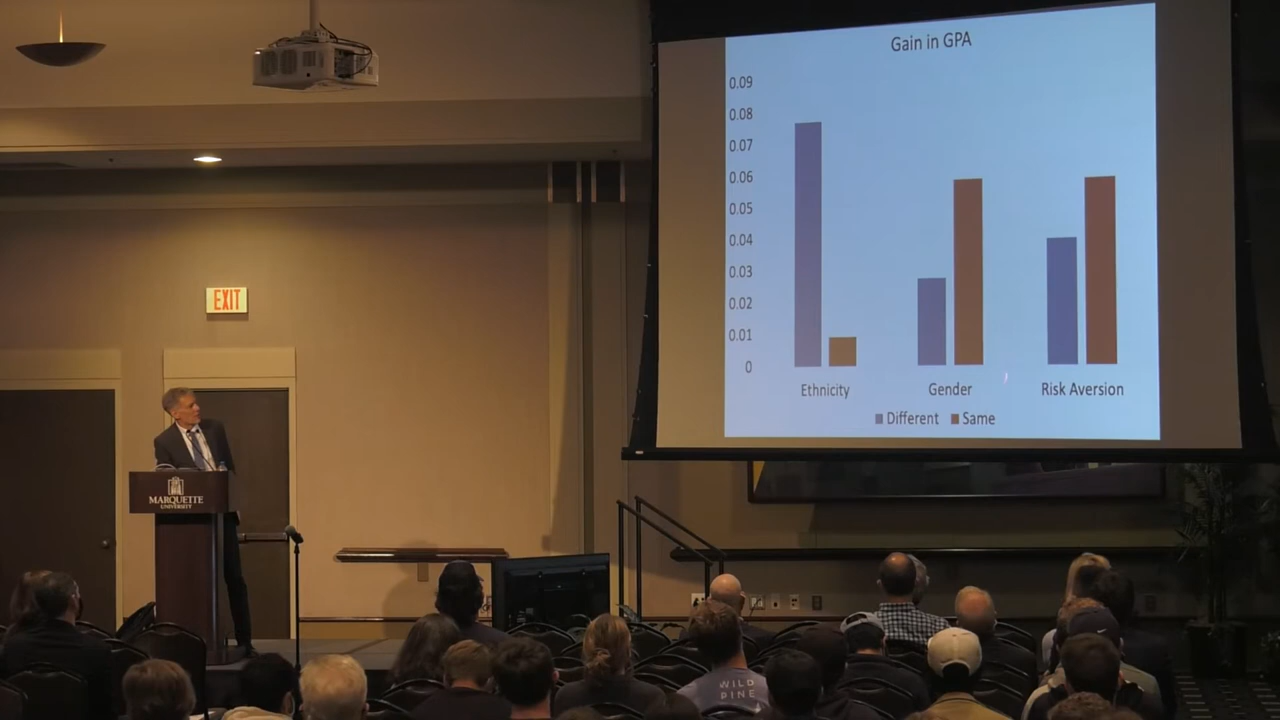 Gain in GPA
0.09
0.08
0.07
0.06
0.05
0.04
0.03
0.02
0.01
0
Ethnicity Gender Risk Aversion
Different Same
EXIT
MARQUETTE
UNIVERSITY
WILD
PINE